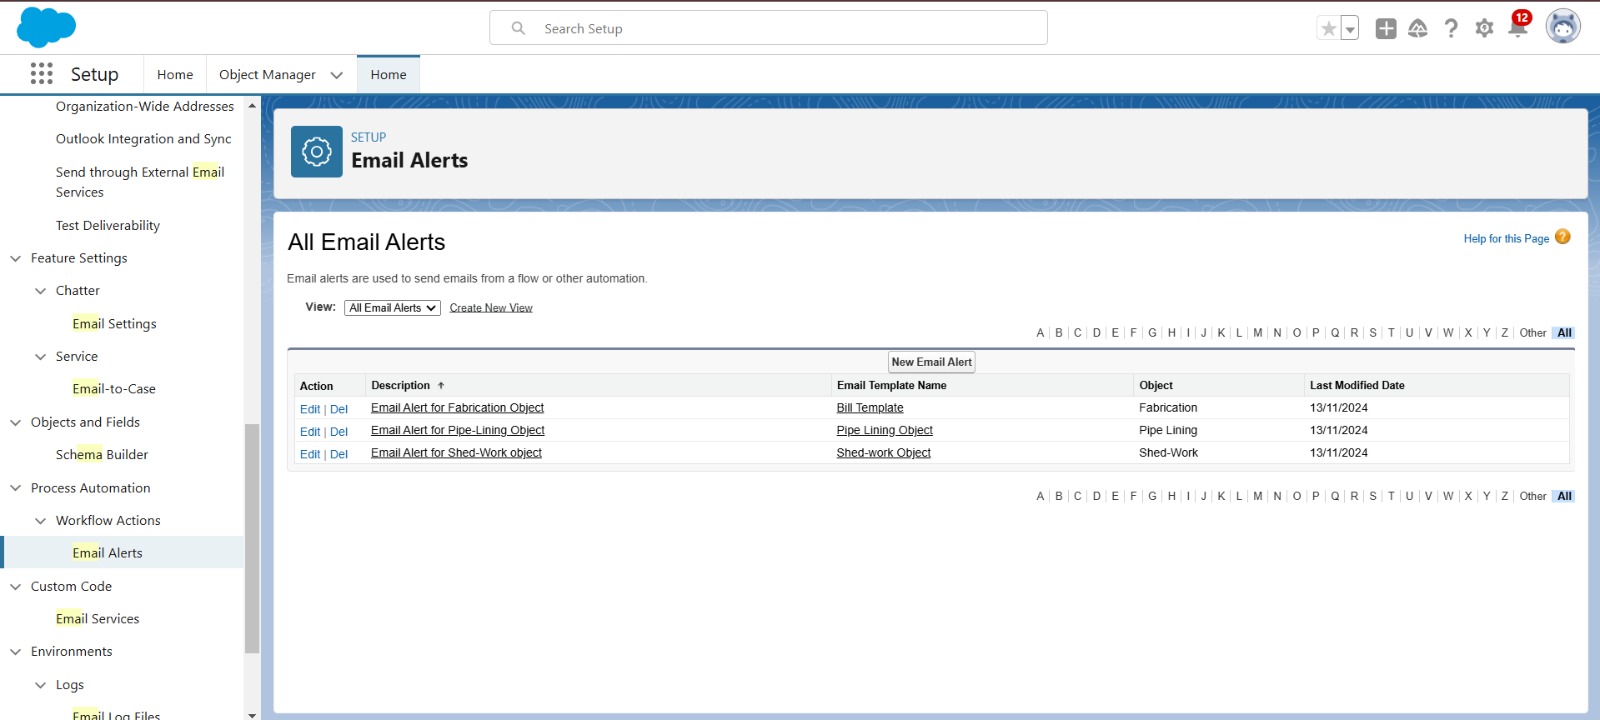 Search Setup
12
Setup
Home
Object Manager
Home
Organization-Wide Addresses
Outlook Integration and Sync
Send through External Email
Services
Test Deliverability
Feature Settings
Chatter
Email Settings
Service
Email-to-Case
Objects and Fields
Schema Builder
Process Automation
Workflow Actions
Email Alerts
Custom Code
Email Services
Environments
Logs
Email Log Files
SETUP
Email Alerts
All Email Alerts
Help for this Page ?
Email alerts are used to send emails from a flow or other automation.
View: All Email Alerts Create New View
A | B | C | D | E | F | G | H | I | J | K | L | M | N | O | P | Q | R | S | T | U | V | W | X | Y | Z | Other All
New Email Alert
Action Description Email Template Name Object Last Modified Date
Edit | Del Email Alert for Fabrication Object Bill Template Fabrication 13/11/2024
Edit | Del Email Alert for Pipe-Lining Object Pipe Lining Object Pipe Lining 13/11/2024
Edit | Del Email Alert for Shed-Work object Shed-work Object Shed-Work 13/11/2024
A | B | C | D | E | F | G | H | I | J | K | L | M | N | O | P | Q | R | S | T | U | V | W | X | Y | Z | Other All